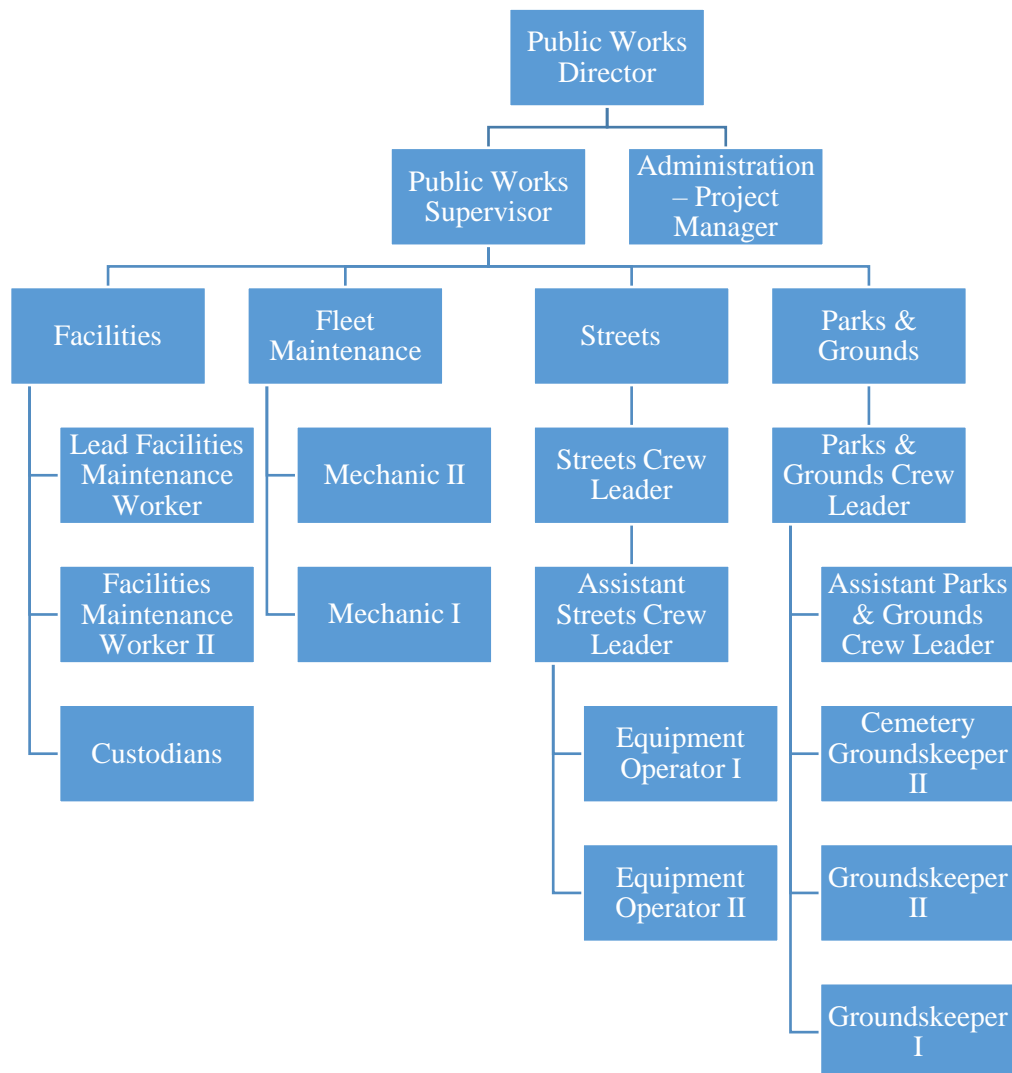 Public Works
Director
Public Works
Supervisor
Administration
– Project
Manager
Facilities
Fleet
Maintenance
Streets
Parks &
Grounds
Lead Facilities
Maintenance
Worker
Mechanic II
Streets Crew
Leader
Parks &
Grounds Crew
Leader
Facilities
Maintenance
Worker II
Mechanic I
Assistant
Streets Crew
Leader
Assistant Parks
& Grounds
Crew Leader
Custodians
Equipment
Operator I
Cemetery
Groundskeeper
II
Equipment
Operator II
Groundskeeper
II
Groundskeeper
I